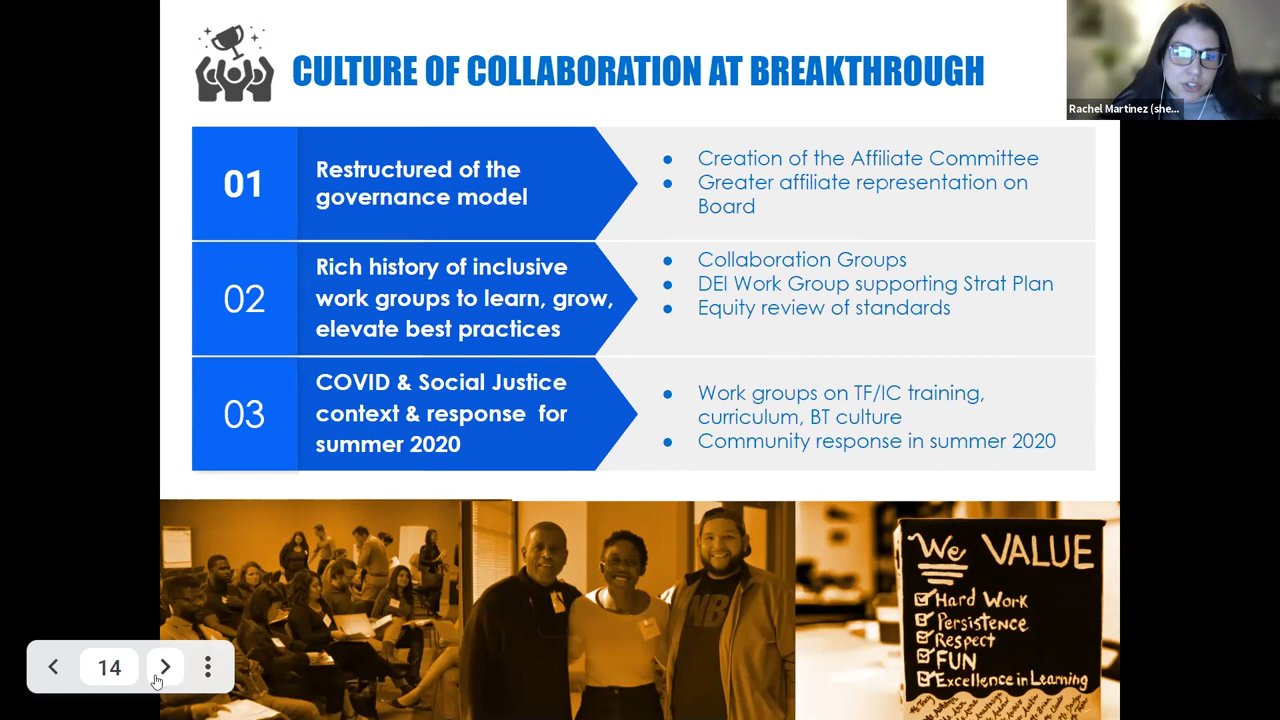 CULTURE OF COLLABORATION AT BREAKTHROUGH
Rachel Martinez (she...
01
Restructured of the
governance model
● Creation of the Affiliate Committee
● Greater affiliate representation on
Board
02
Rich history of inclusive
work groups to learn, grow,
elevate best practices
● Collaboration Groups
● DEI Work Group supporting Strat Plan
● Equity review of standards
03
COVID & Social Justice
context & response for
summer 2020
● Work groups on TF/IC training,
curriculum, BT culture
● Community response in summer 2020
We VALUE
Hard Work
Persistence
Respect
FUN
Excellence in Learning
NB
14